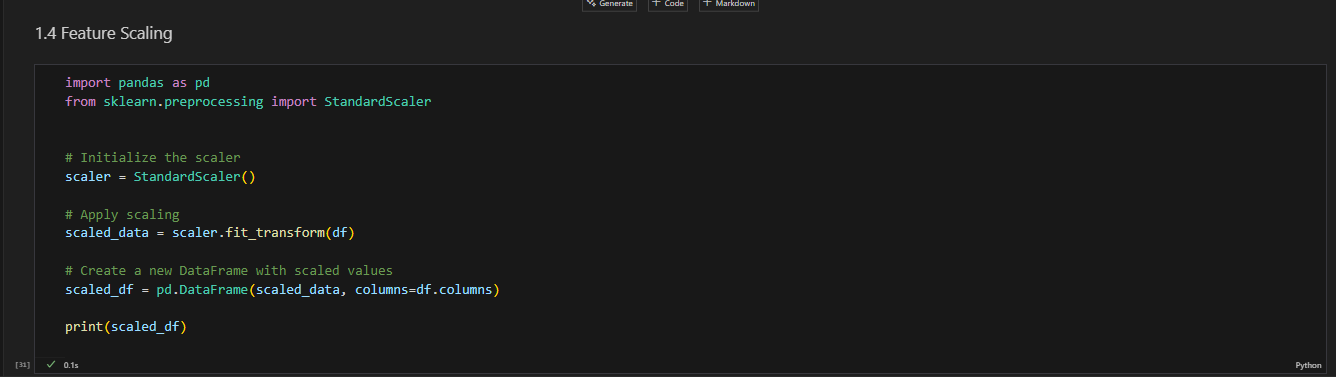 Generate + Code + Markdown
1.4 Feature Scaling
import pandas as pd
from sklearn.preprocessing import StandardScaler
# Initialize the scaler
scaler = StandardScaler()
# Apply scaling
scaled_data = scaler.fit_transform(df)
# Create a new DataFrame with scaled values
scaled_df = pd.DataFrame(scaled_data, columns=df.columns)
print(scaled_df)
[31] ✓ 0.1s Python